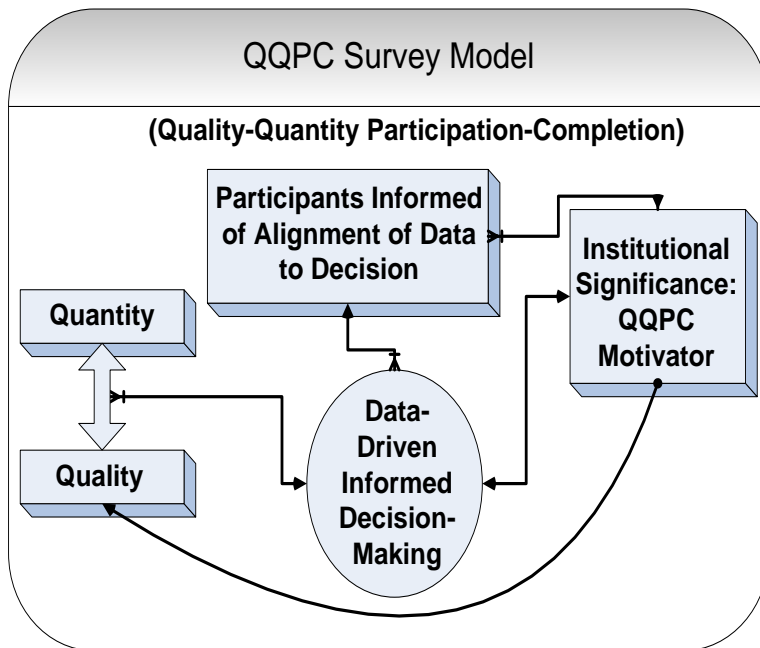 QQPC Survey Model
(Quality-Quantity Participation-Completion)
Participants Informed
of Alignment of Data
to Decision
Institutional
Significance:
QQPC
Motivator
Quantity
Quality
Data-
Driven
Informed
Decision-
Making